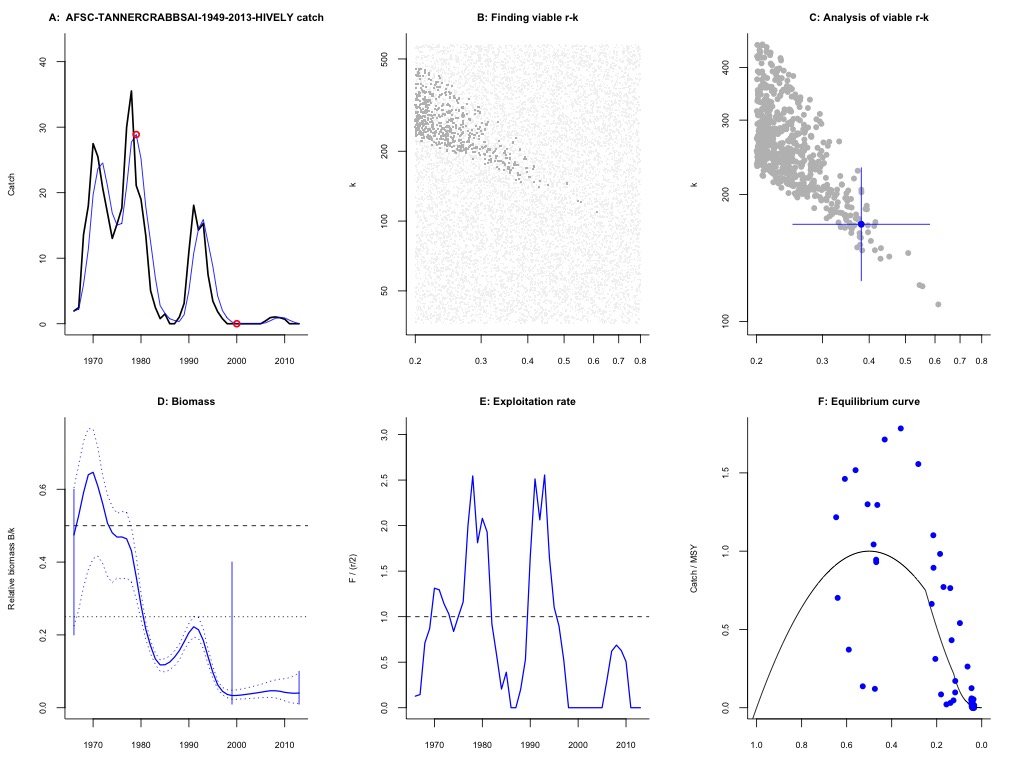 A:  AFSC-TANNERCRABBSAI-1949-2013-HIVELY catch
Catch
0 10 20 30 40
1970 1980 1990 2000 2010
B: Finding viable r-k
k
50 100 200 500
0.2 0.3 0.4 0.5 0.6 0.7 0.8
C: Analysis of viable r-k
k
100 200 300 400
0.2 0.3 0.4 0.5 0.6 0.7 0.8
D: Biomass
Relative biomass B/k
0.0 0.2 0.4 0.6
1970 1980 1990 2000 2010
E: Exploitation rate
F / (r/2)
0.0 0.5 1.0 1.5 2.0 2.5 3.0
1970 1980 1990 2000 2010
F: Equilibrium curve
Catch / MSY
0.0 0.5 1.0 1.5
1.0 0.8 0.6 0.4 0.2 0.0